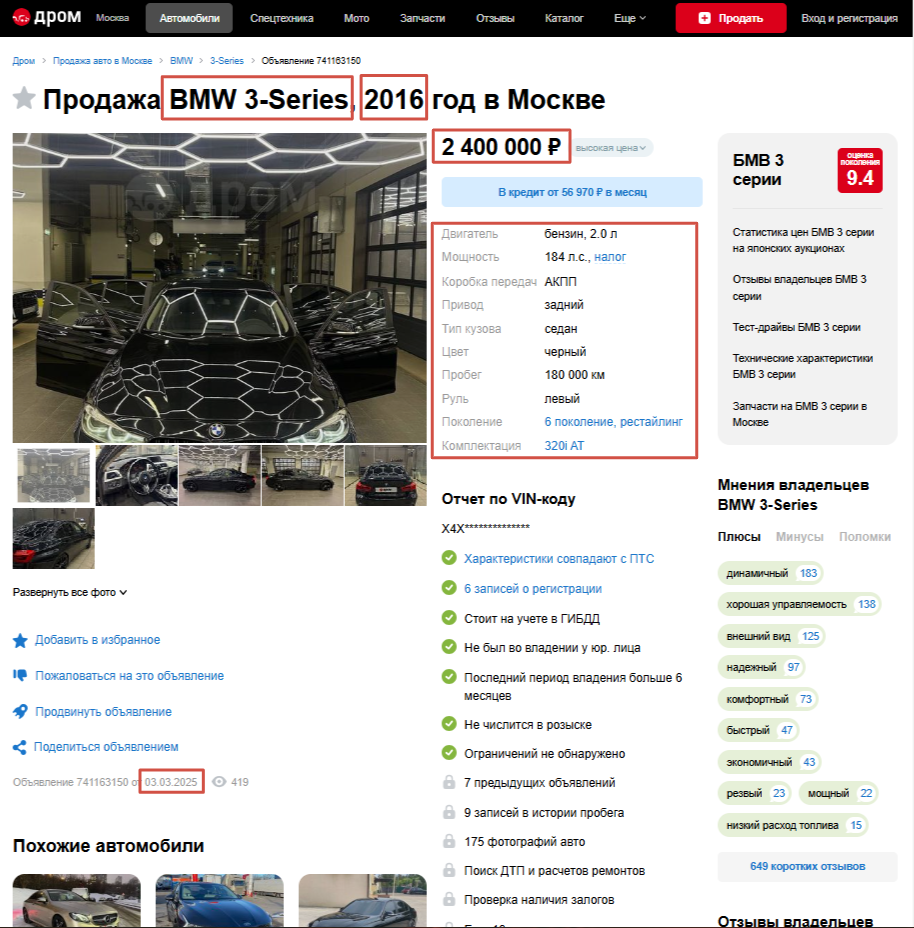 дром Москва Автомобили Спецтехника Мото Запчасти Отзывы Каталог Еще Продать Вход и регистрация
Дром > Продажа авто в Москве > BMW > 3-Series > Объявление 741163150
Продажа BMW 3-Series, 2016 год в Москве
дром
2 400 000 ₽ высокая цена
В кредит от 56 970 ₽ в месяц
Двигатель бензин, 2.0 л
Мощность 184 л.с., налог
Коробка передач АКПП
Привод задний
Тип кузова седан
Цвет черный
Пробег 180 000 км
Руль левый
Поколение 6 поколение, рестайлинг
Комплектация 320i AT
Отчет по VIN-коду
X4X**************
Характеристики совпадают с ПТС
6 записей о регистрации
Стоит на учете в ГИБДД
Не был во владении у юр. лица
Последний период владения больше 6
месяцев
Не числится в розыске
Ограничений не обнаружено
7 предыдущих объявлений
9 записей в истории пробега
175 фотографий авто
Поиск ДТП и расчетов ремонтов
Проверка наличия залогов
Развернуть все фото
Добавить в избранное
Пожаловаться на это объявление
Продвинуть объявление
Поделиться объявлением
Объявление 741163150 от 03.03.2025 419
Похожие автомобили
БМВ 3
серии
оценка
поколения
9.4
Статистика цен БМВ 3 серии
на японских аукционах
Отзывы владельцев БМВ 3
серии
Тест-драйвы БМВ 3 серии
Технические характеристики
БМВ 3 серии
Запчасти на БМВ 3 серии в
Москве
Мнения владельцев
BMW 3-Series
Плюсы Минусы Поломки
динамичный 183
хорошая управляемость 138
внешний вид 125
надежный 97
комфортный 73
быстрый 47
экономичный 43
резвый 23 мощный 22
низкий расход топлива 15
649 коротких отзывов
Отзывы владельцев